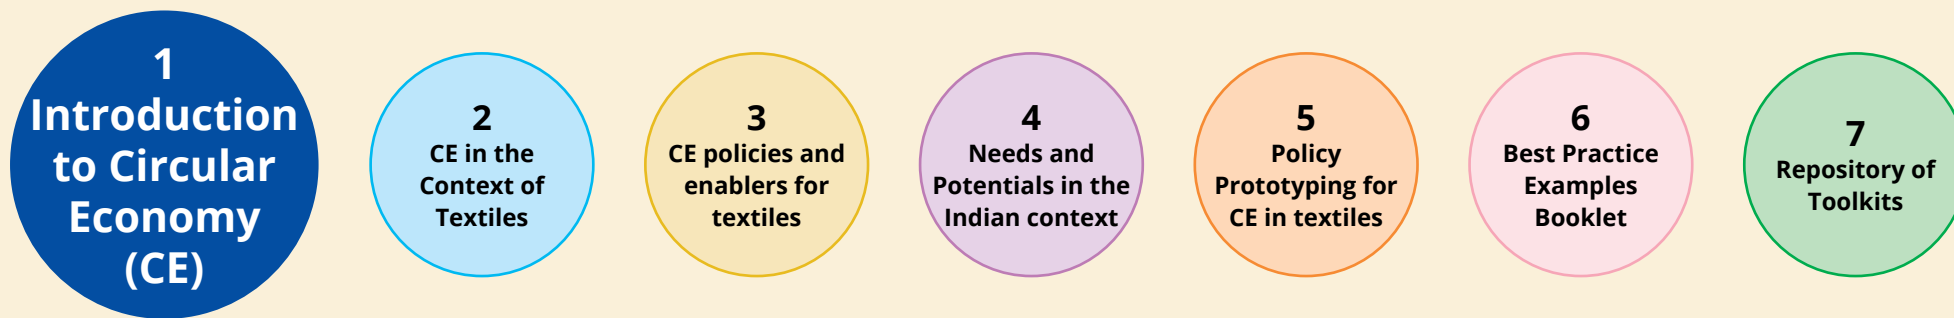 1
Introduction
to Circular
Economy
(CE)
2
CE in the
Context of
Textiles
3
CE policies and
enablers for
textiles
4
Needs and
Potentials in the
Indian context
5
Policy
Prototyping for
CE in textiles
6
Best Practice
Examples
Booklet
7
Repository of
Toolkits